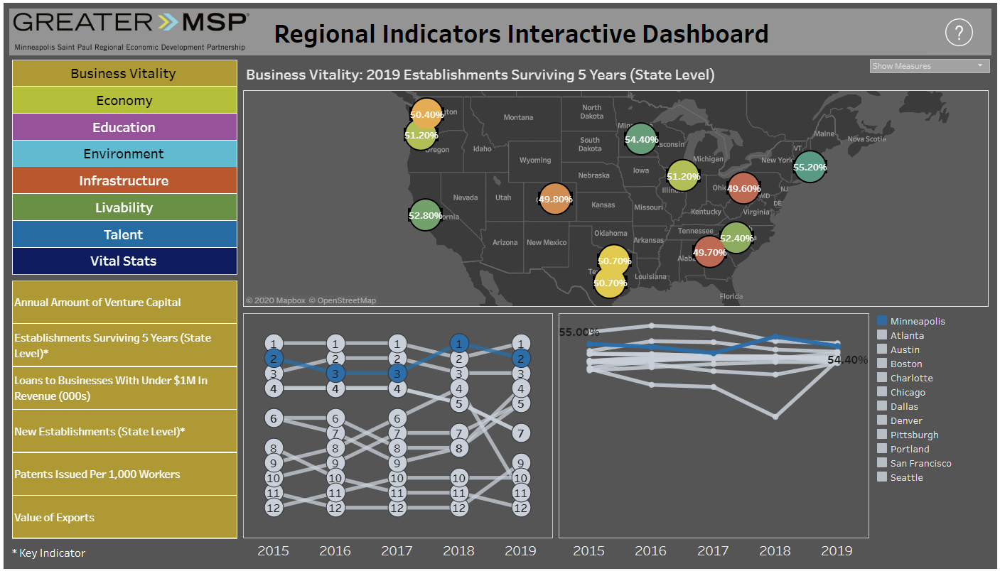 GREATER MSP
Minneapolis Saint Paul Regional Economic Development Partnership
Regional Indicators Interactive Dashboard
?
Business Vitality
Economy
Education
Environment
Infrastructure
Livability
Talent
Vital Stats
Annual Amount of Venture Capital
Establishments Surviving 5 Years (State
Level)*
Loans to Businesses With Under $1M In
Revenue (000s)
New Establishments (State Level)*
Patents Issued Per 1,000 Workers
Value of Exports
* Key Indicator
Business Vitality: 2019 Establishments Surviving 5 Years (State Level)
Show Measures
50.40%
ton
51.20%
Oregon
Montana
North
Dakota
Min
54.40%
sconsin
South
Dakota
Idaho
Wyoming
Michigan
New York
VT
Maine
Nova Scotia
55.20%
Nebraska
Iowa
51.20%
Illin
Ohi
49.60%
NJ
MD
DE
Nevada
Utah
49.80%
Kansas
Missouri
Kentucky
Virginia
52.80%
ornia
Arizona
New Mexico
Oklahoma
Arkansas
Tennessee
52.40%
a
Alab
49.70%
50.70%
Te
50.70%
Louisiana
Florida
© 2020 Mapbox © OpenStreetMap
1 1 1 1 1
2 2 2 2 2
3 3 3 3 3
4 4 4 4 4
5 5
6 6 6
7 7 7 7
8 8 8 8
9 9 9 9
10 10 10 10 10
11 11 11 11 11
12 12 12 12 12
2015 2016 2017 2018 2019
55.00%
54.40%
2015 2016 2017 2018 2019
Minneapolis
Atlanta
Austin
Boston
Charlotte
Chicago
Dallas
Denver
Pittsburgh
Portland
San Francisco
Seattle